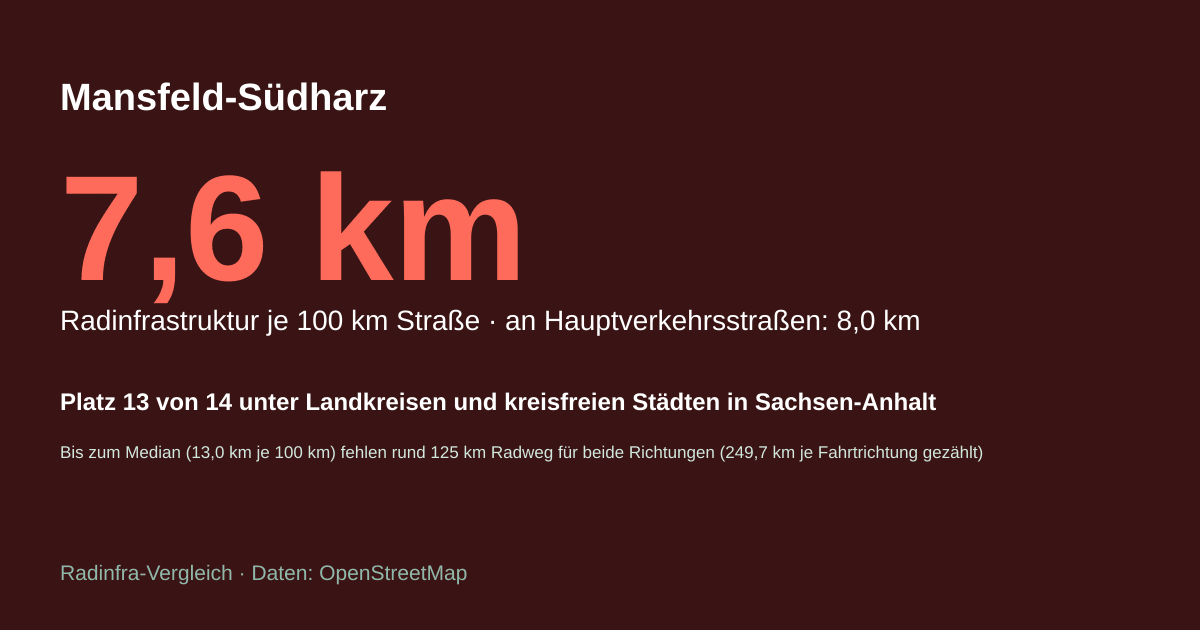 Mansfeld-Südharz
7,6 km
Radinfrastruktur je 100 km Straße · an Hauptverkehrsstraßen: 8,0 km
Platz 13 von 14 unter Landkreisen und kreisfreien Städten in Sachsen-Anhalt
Bis zum Median (13,0 km je 100 km) fehlen rund 125 km Radweg für beide Richtungen (249,7 km je Fahrtrichtung gezählt)
Radinfra-Vergleich · Daten: OpenStreetMap